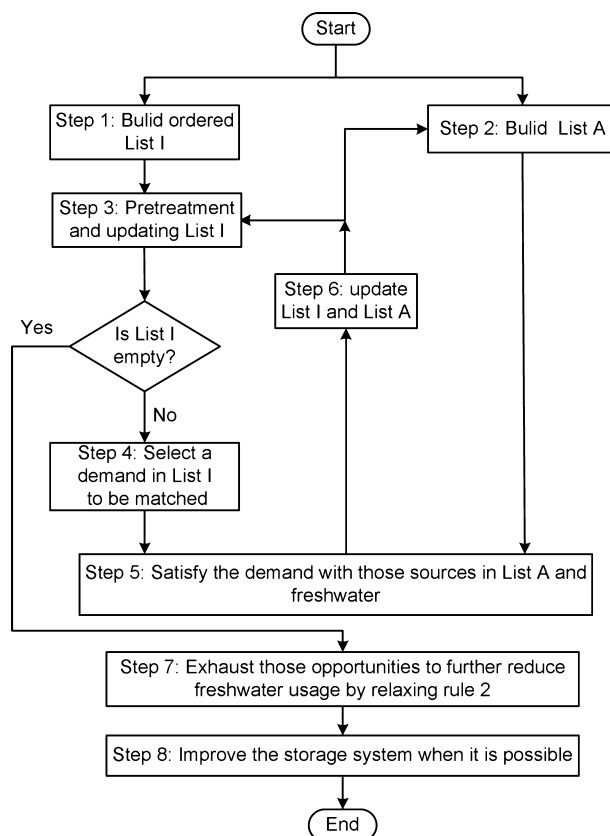 Start
Step 1: Bulid ordered
List I
Step 2: Bulid List A
Step 3: Pretreatment
and updating List I
Step 6: update
List I and List A
Yes
Is List I
empty?
No
Step 4: Select a
demand in List I
to be matched
Step 5: Satisfy the demand with those sources in List A and
freshwater
Step 7: Exhaust those opportunities to further reduce
freshwater usage by relaxing rule 2
Step 8: Improve the storage system when it is possible
End